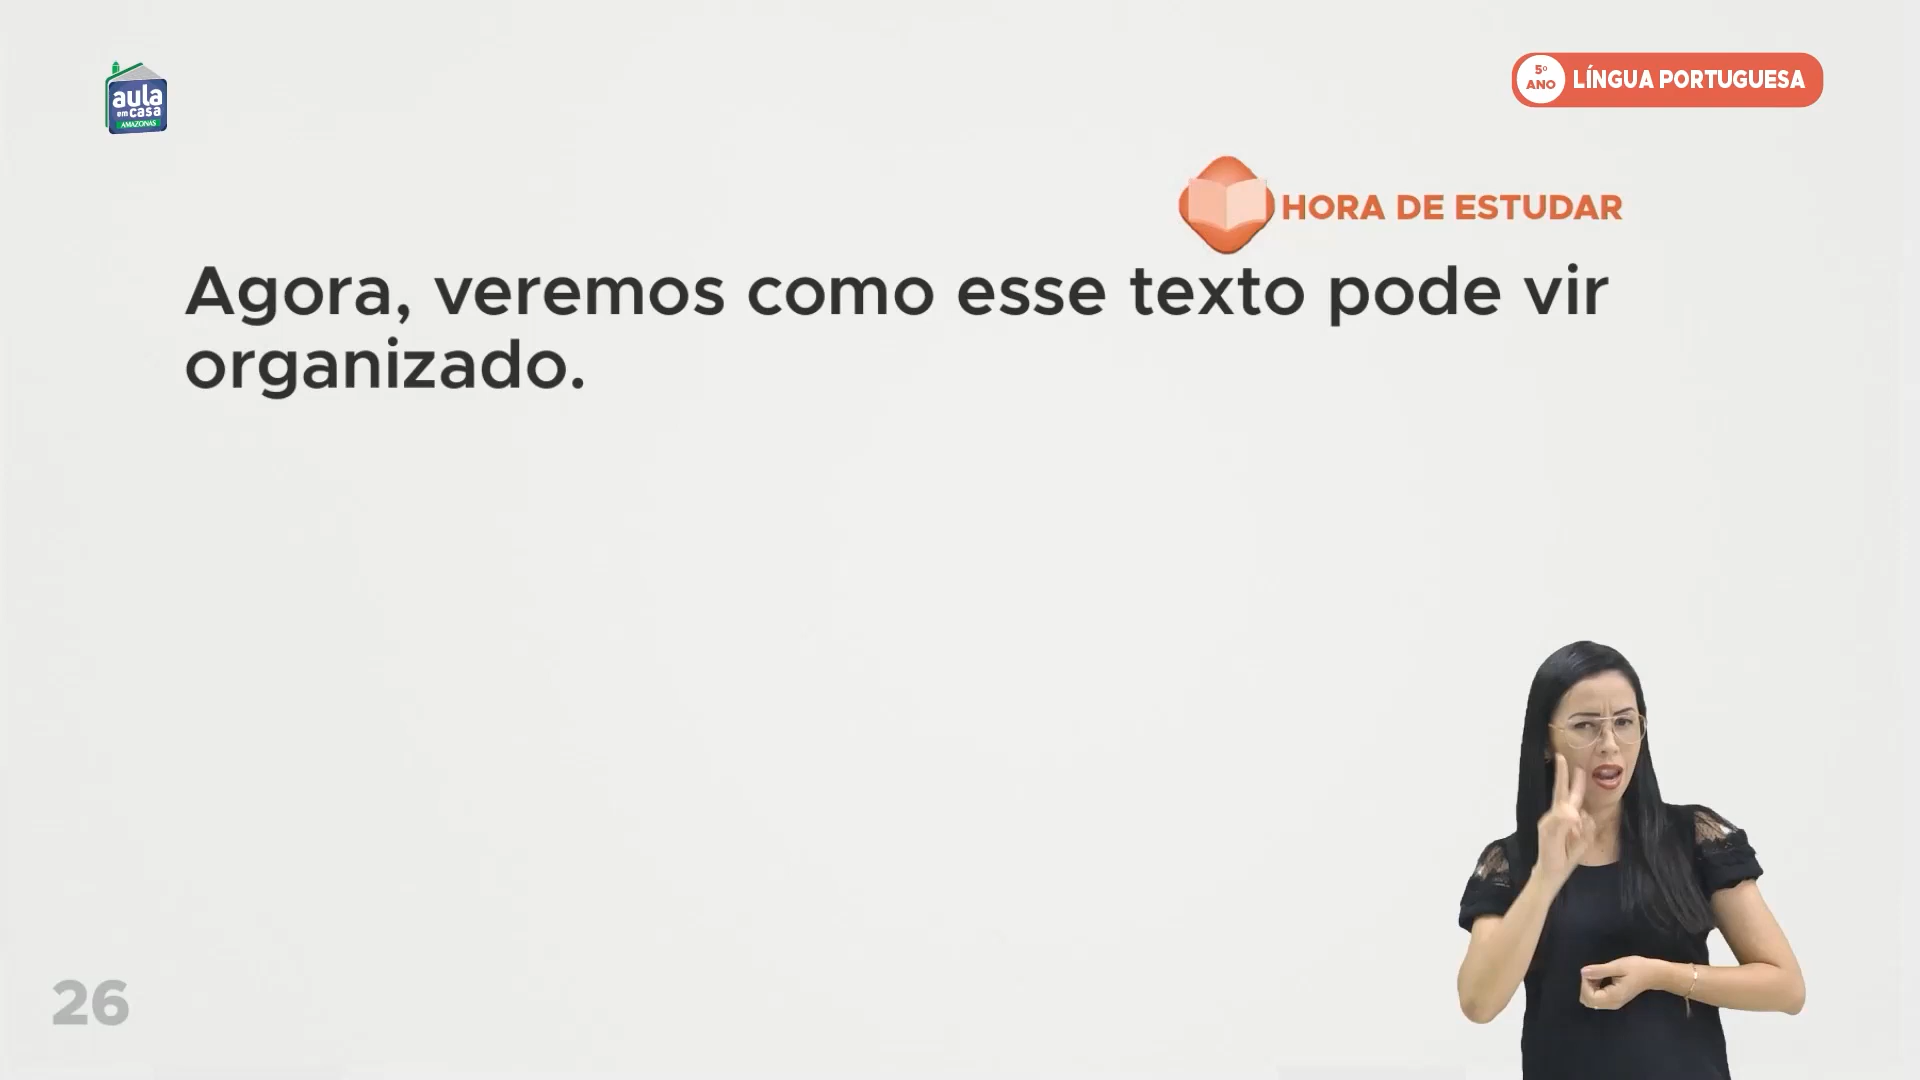 aula
em casa
AMAZONAS
5º
ANO
LÍNGUA PORTUGUESA
HORA DE ESTUDAR
Agora, veremos como esse texto pode vir
organizado.
26